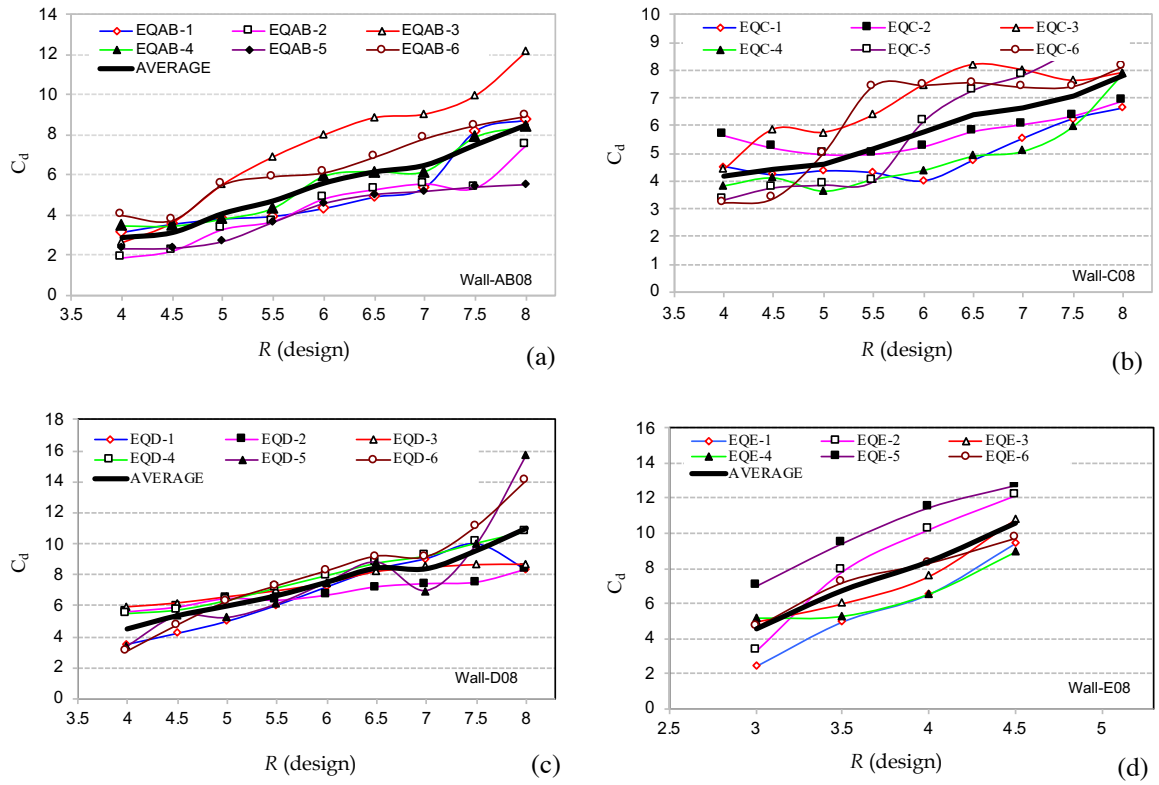 14
12
10
8
6
4
2
0
C_d
EQAB-1 EQAB-2 EQAB-3
EQAB-4 EQAB-5 EQAB-6
AVERAGE
Wall-AB08
3.5 4 4.5 5 5.5 6 6.5 7 7.5 8
R (design)
(a)
10
9
8
7
6
5
4
3
2
1
0
C_d
EQC-1 EQC-2 EQC-3
EQC-4 EQC-5 EQC-6
Wall-C08
3.5 4 4.5 5 5.5 6 6.5 7 7.5 8
R (design)
(b)
18
16
14
12
10
8
6
4
2
0
C_d
EQD-1 EQD-2 EQD-3
EQD-4 EQD-5 EQD-6
AVERAGE
Wall-D08
3.5 4 4.5 5 5.5 6 6.5 7 7.5 8
R (design)
(c)
16
14
12
10
8
6
4
2
0
C_d
EQE-1 EQE-2 EQE-3
EQE-4 EQE-5 EQE-6
AVERAGE
Wall-E08
2.5 3 3.5 4 4.5 5
R (design)
(d)